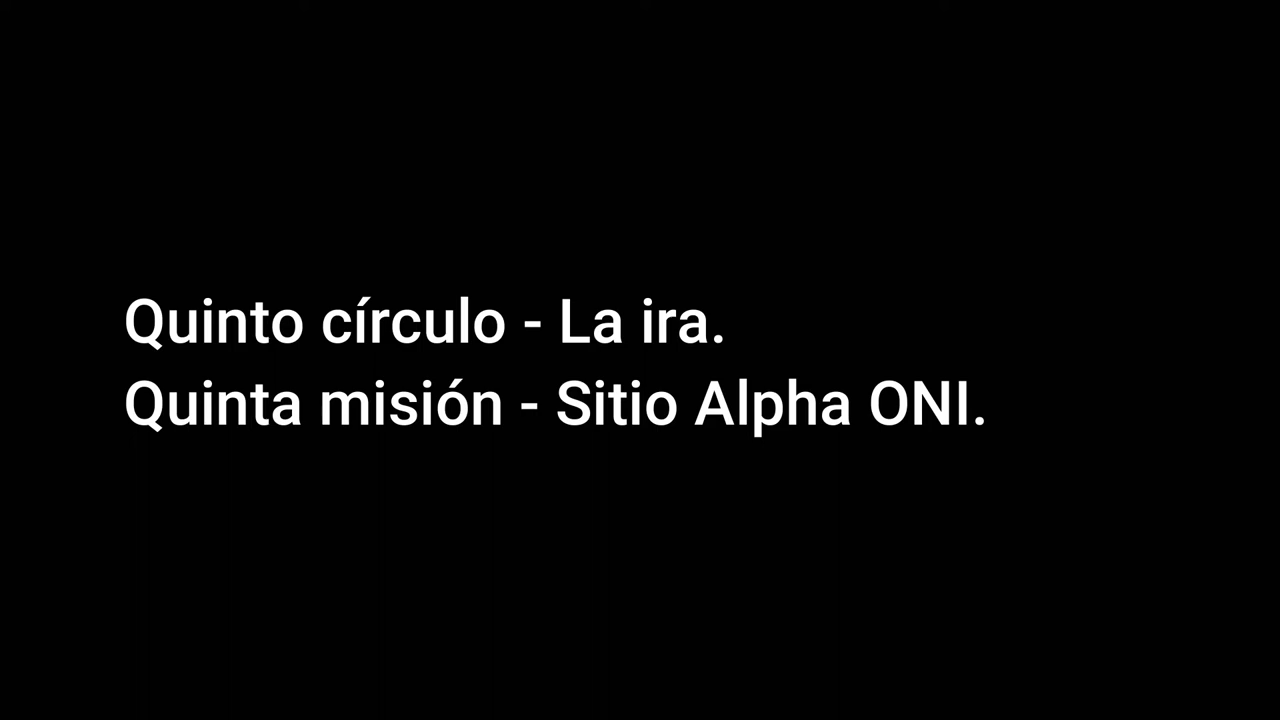 Quinto círculo - La ira.
Quinta misión - Sitio Alpha ONI.